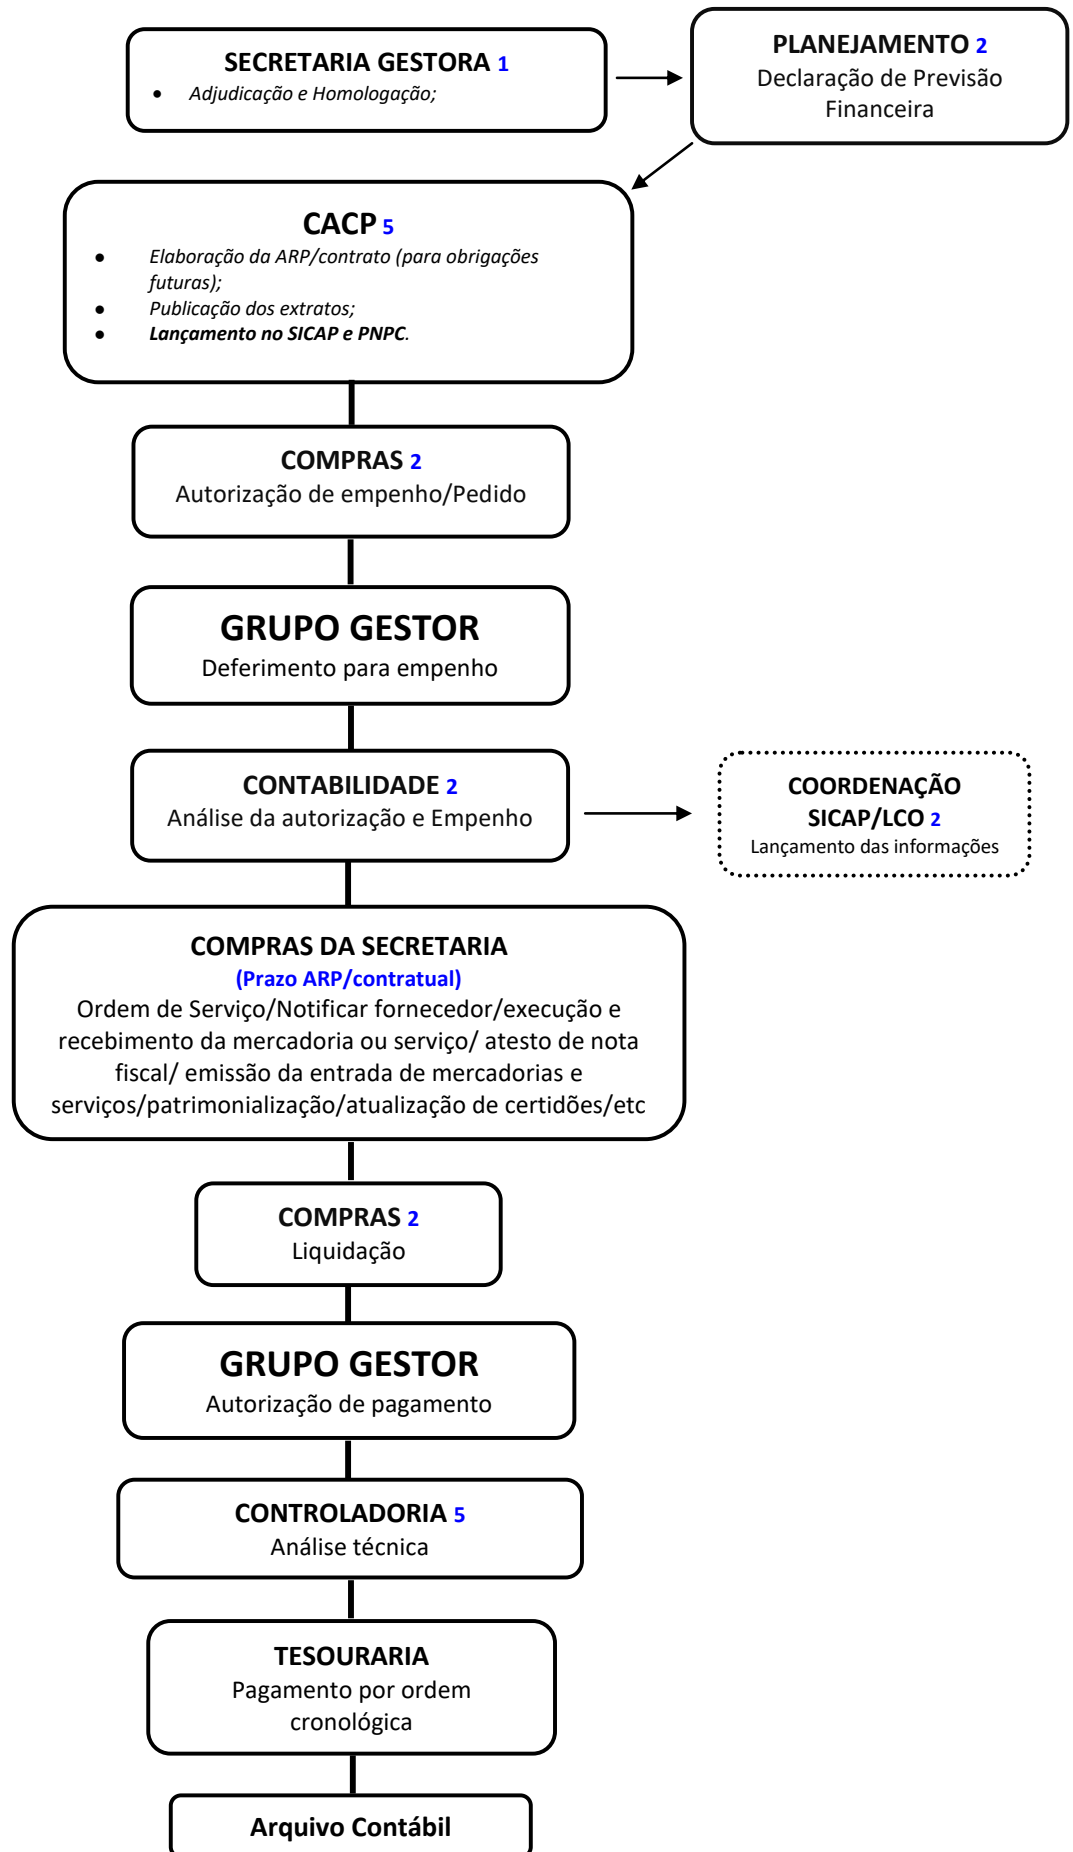 SECRETARIA GESTORA 1
• Adjudicação e Homologação;
PLANEJAMENTO 2
Declaração de Previsão
Financeira
CACP 5
• Elaboração da ARP/contrato (para obrigações
futuras);
• Publicação dos extratos;
• Lançamento no SICAP e PNPC.
COMPRAS 2
Autorização de empenho/Pedido
GRUPO GESTOR
Deferimento para empenho
CONTABILIDADE 2
Análise da autorização e Empenho
COORDENAÇÃO
SICAP/LCO 2
Lançamento das informações
COMPRAS DA SECRETARIA
(Prazo ARP/contratual)
Ordem de Serviço/Notificar fornecedor/execução e
recebimento da mercadoria ou serviço/ atesto de nota
fiscal/ emissão da entrada de mercadorias e
serviços/patrimonialização/atualização de certidões/etc
COMPRAS 2
Liquidação
GRUPO GESTOR
Autorização de pagamento
CONTROLADORIA 5
Análise técnica
TESOURARIA
Pagamento por ordem
cronológica
Arquivo Contábil